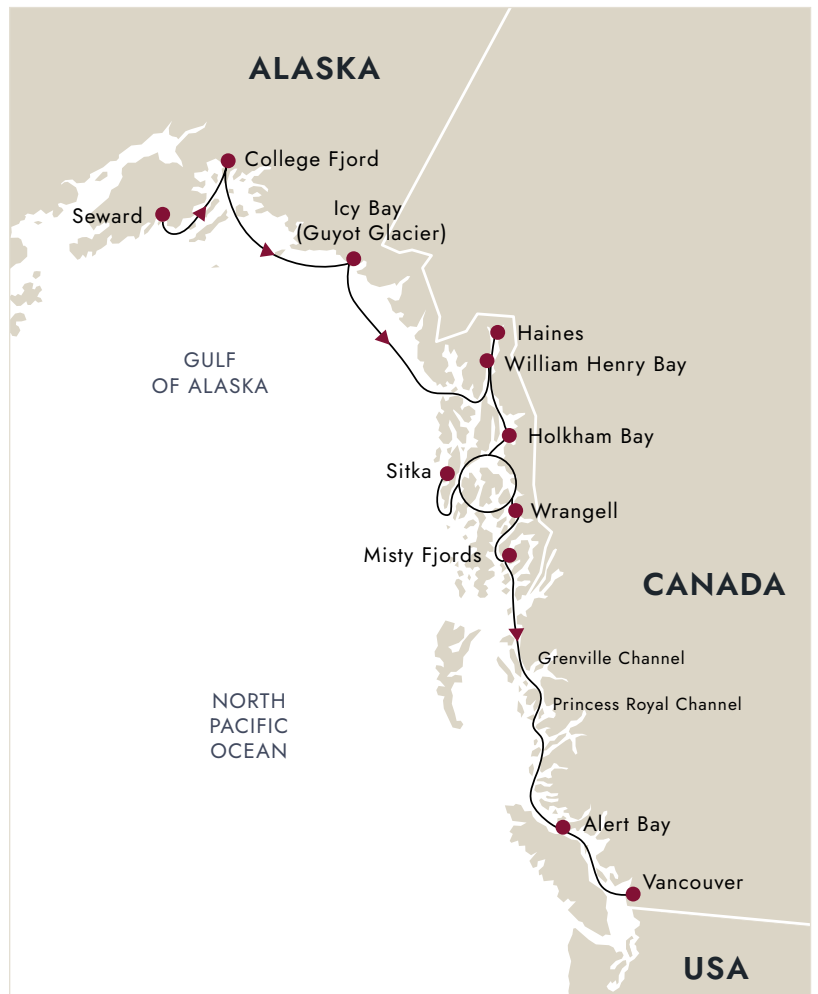 ALASKA
College Fjord
Seward
Icy Bay
(Guyot Glacier)
Haines
GULF
OF ALASKA
William Henry Bay
Holkham Bay
Sitka
Wrangell
Misty Fjords
CANADA
Grenville Channel
NORTH
PACIFIC
OCEAN
Princess Royal Channel
Alert Bay
Vancouver
USA